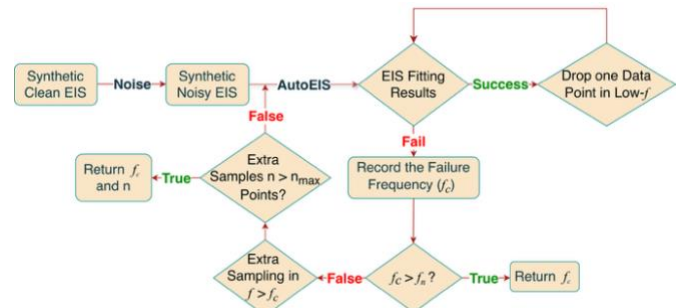 Synthetic
Clean EIS
Noise
Synthetic
Noisy EIS
AutoEIS
EIS Fitting
Results
Success
Drop one Data
Point in Low-f
False
Fail
Extra
Samples n > nmax
Points?
True
Return fc
and n
Record the Failure
Frequency (fC)
Extra
Sampling in
f > fC
False
fC > fn?
True
Return fc